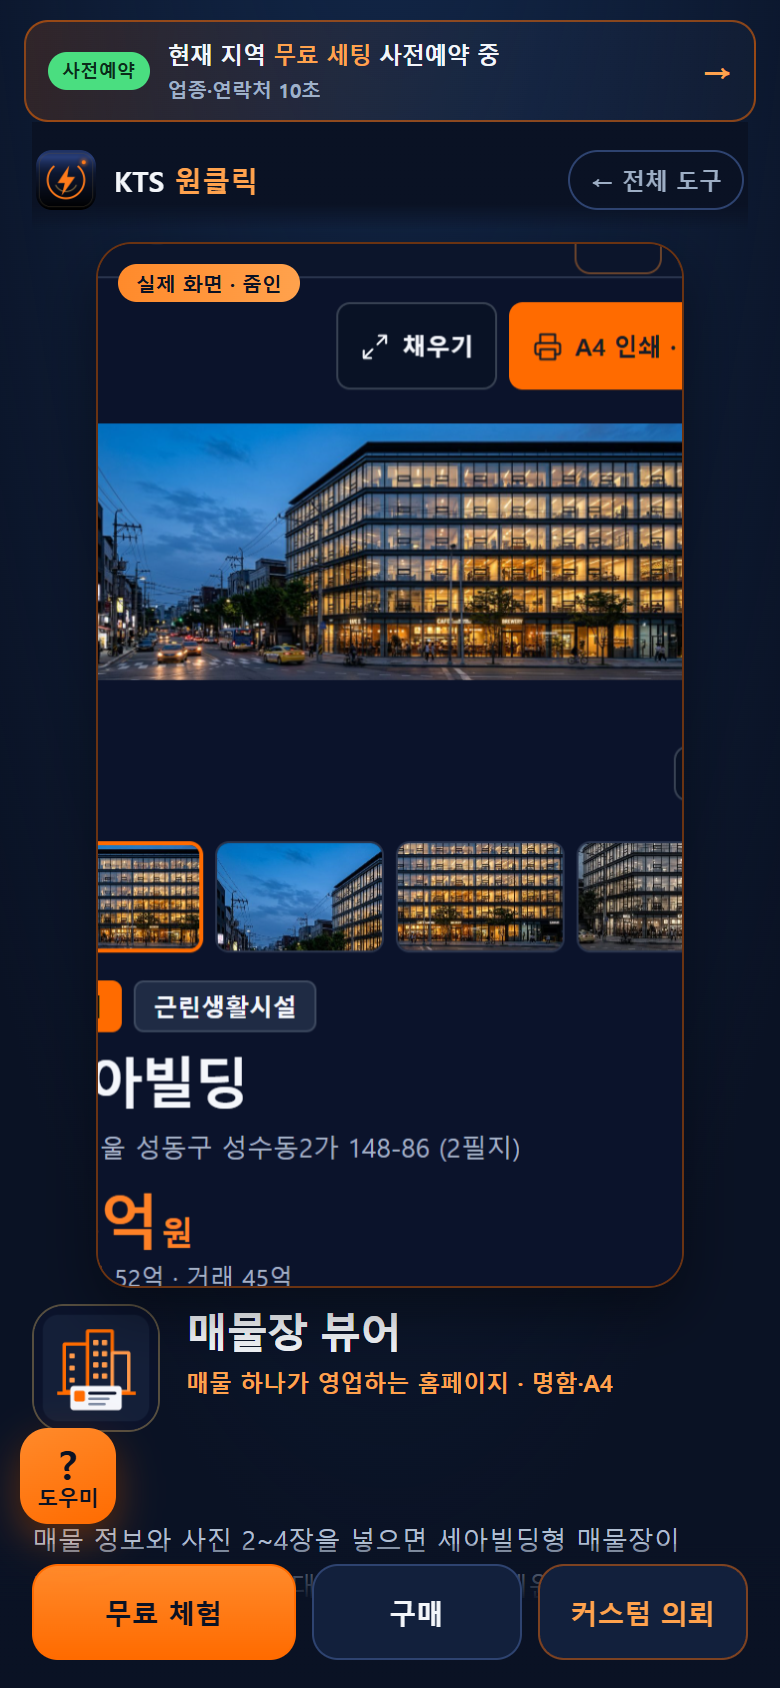 사전예약
현재 지역 무료 세팅 사전예약 중
업종·연락처 10초
→
KTS 원클릭
← 전체 도구
실제 화면 · 줌인
채우기
A4 인쇄 ·
근린생활시설
아빌딩
울 성동구 성수동2가 148-86 (2필지)
억원
52억 · 거래 45억
매물장 뷰어
매물 하나가 영업하는 홈페이지 · 명함·A4
?
도우미
매물 정보와 사진 2~4장을 넣으면 세아빌딩형 매물장이
무료 체험
구매
커스텀 의뢰